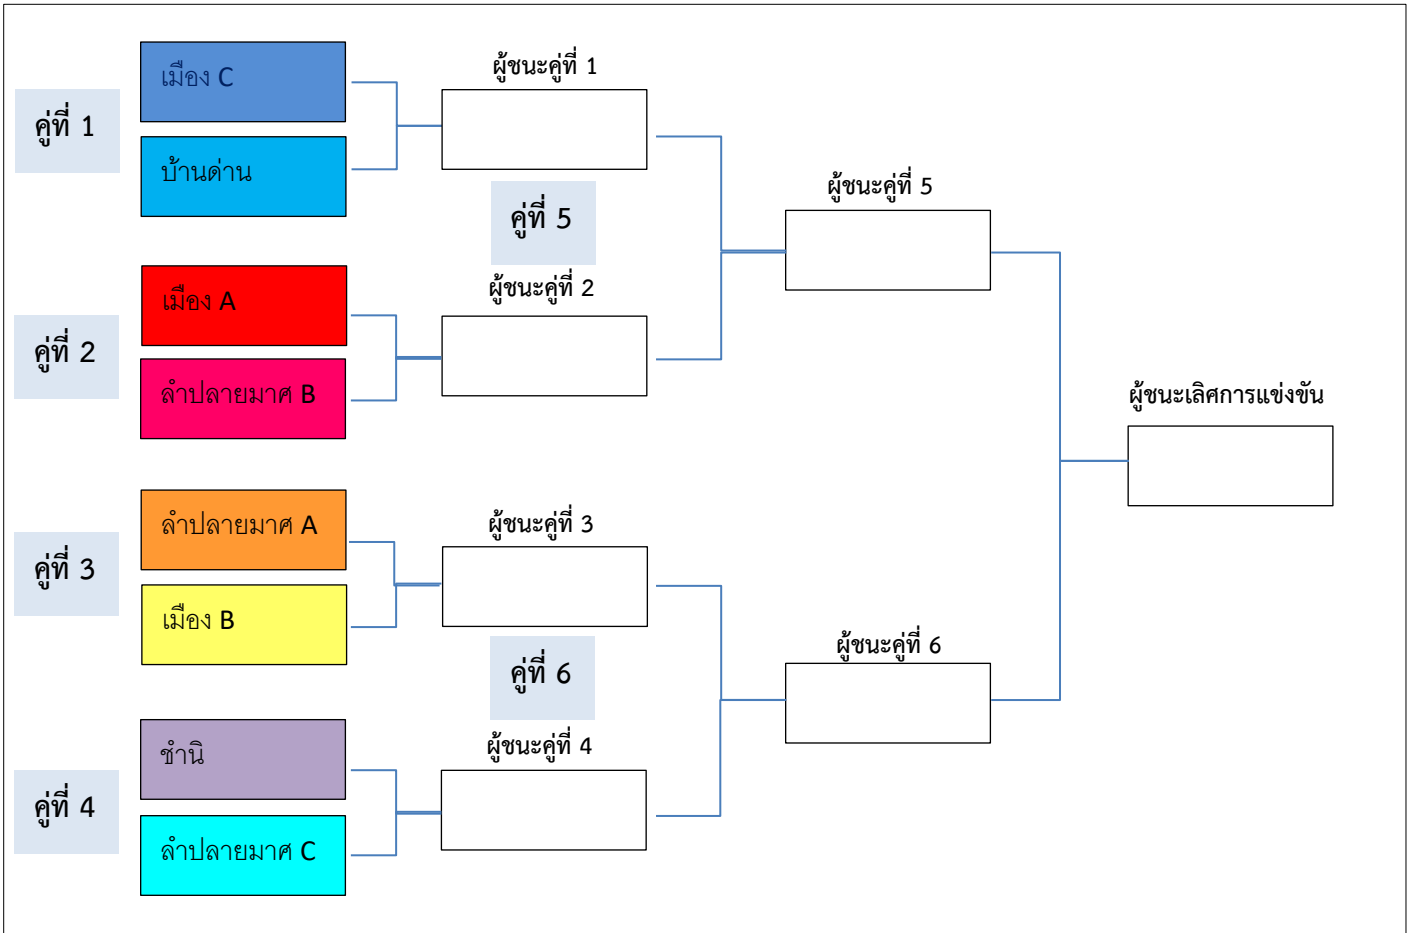 คู่ที่ 1
เมือง C
บ้านด่าน
ผู้ชนะคู่ที่ 1
คู่ที่ 5
ผู้ชนะคู่ที่ 5
คู่ที่ 2
เมือง A
ลำปลายมาศ B
ผู้ชนะคู่ที่ 2
ผู้ชนะเลิศการแข่งขัน
คู่ที่ 3
ลำปลายมาศ A
เมือง B
ผู้ชนะคู่ที่ 3
คู่ที่ 6
ผู้ชนะคู่ที่ 6
คู่ที่ 4
ชำนิ
ลำปลายมาศ C
ผู้ชนะคู่ที่ 4